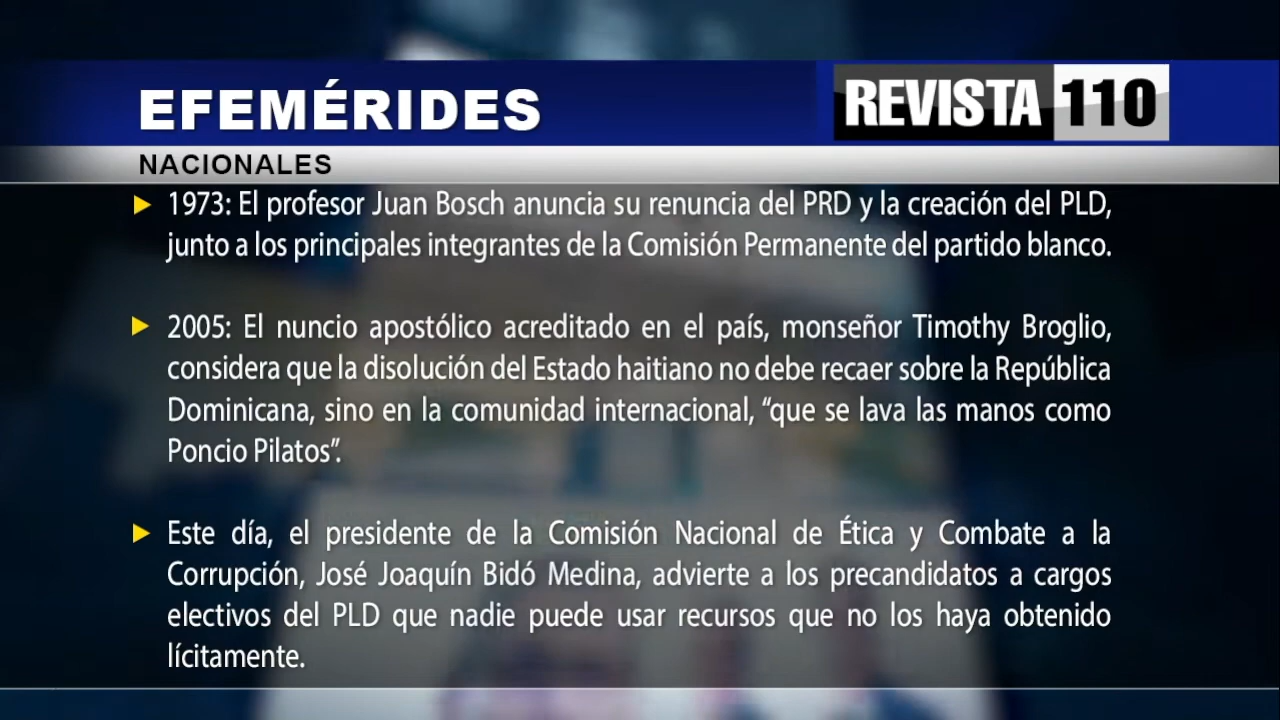 EFEMÉRIDES
REVISTA 110
NACIONALES
1973: El profesor Juan Bosch anuncia su renuncia del PRD y la creación del PLD,
junto a los principales integrantes de la Comisión Permanente del partido blanco.
2005: El nuncio apostólico acreditado en el país, monseñor Timothy Broglio,
considera que la disolución del Estado haitiano no debe recaer sobre la República
Dominicana, sino en la comunidad internacional, “que se lava las manos como
Poncio Pilatos”.
Este día, el presidente de la Comisión Nacional de Ética y Combate a la
Corrupción, José Joaquín Bidó Medina, advierte a los precandidatos a cargos
electivos del PLD que nadie puede usar recursos que no los haya obtenido
lícitamente.